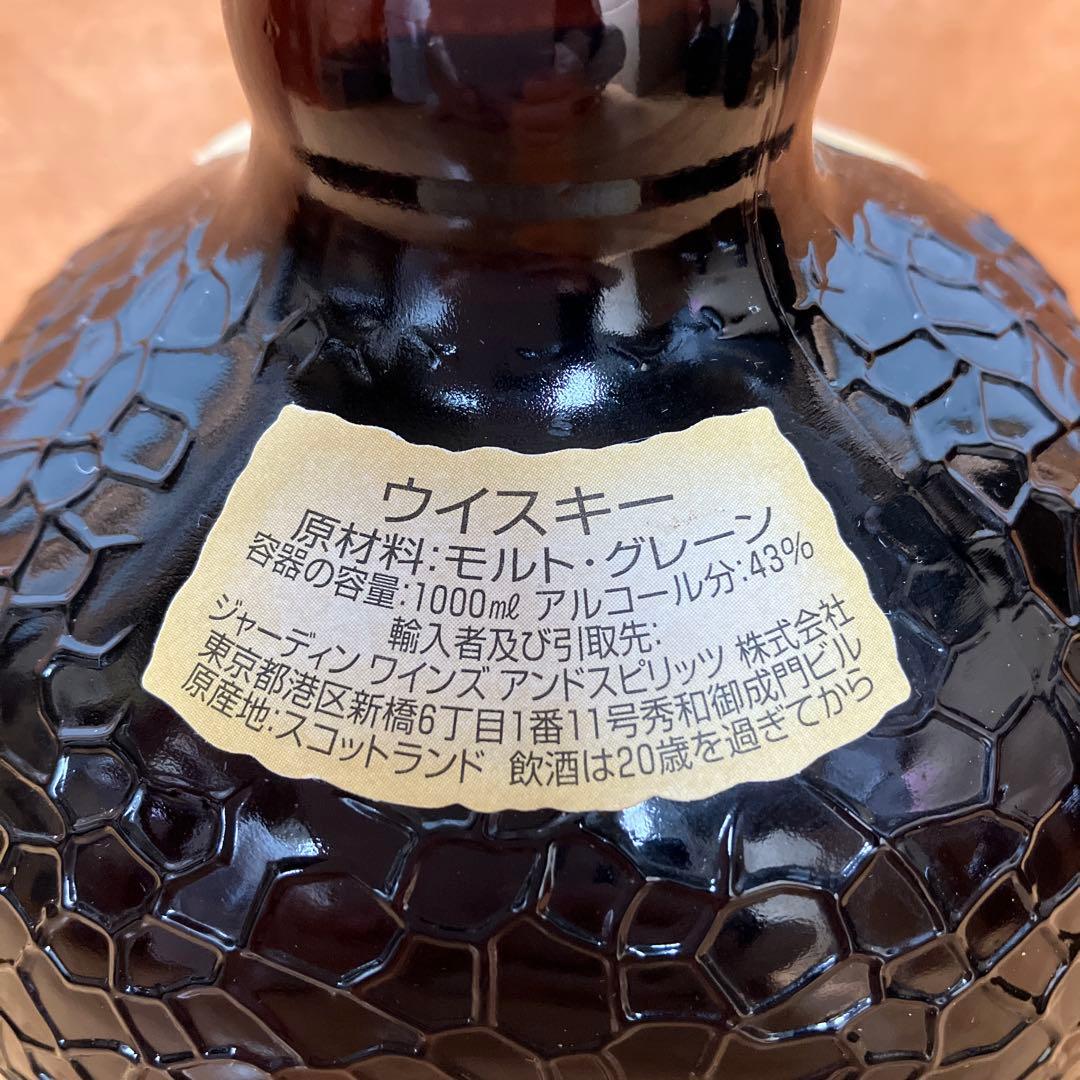 ウイスキー
原材料:モルト・グレーン
容器の容量:1000mℓ アルコール分:43%
輸入者及び引取先:
ジャーディン ワインズ アンドスピリッツ 株式会社
東京都港区新橋6丁目1番11号秀和御成門ビル
原産地:スコットランド 飲酒は20歳を過ぎてから